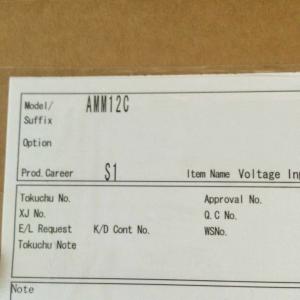 Model/ AMM12C
Suffix
Option
Prod. Career S1 Item Name Voltage
Tokuchu No. Approval No.
XJ No. Q.C No.
E/L Request K/D Cont No. WSNo.
Tokuchu Note
Note